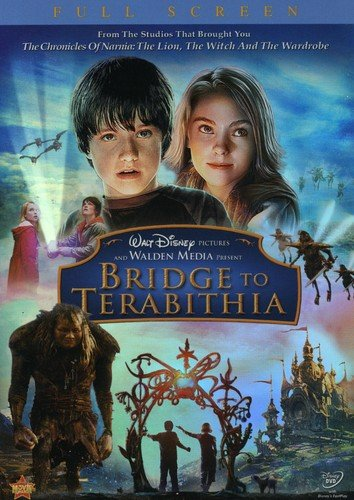 FULL SCREEN
From The Studios That Brought You
The Chronicles Of Narnia: The Lion, The Witch And The Wardrobe
WALT DISNEY PICTURES
AND WALDEN MEDIA PRESENT
BRIDGE TO
TERABITHIA
MOVIE
Disney
DVD